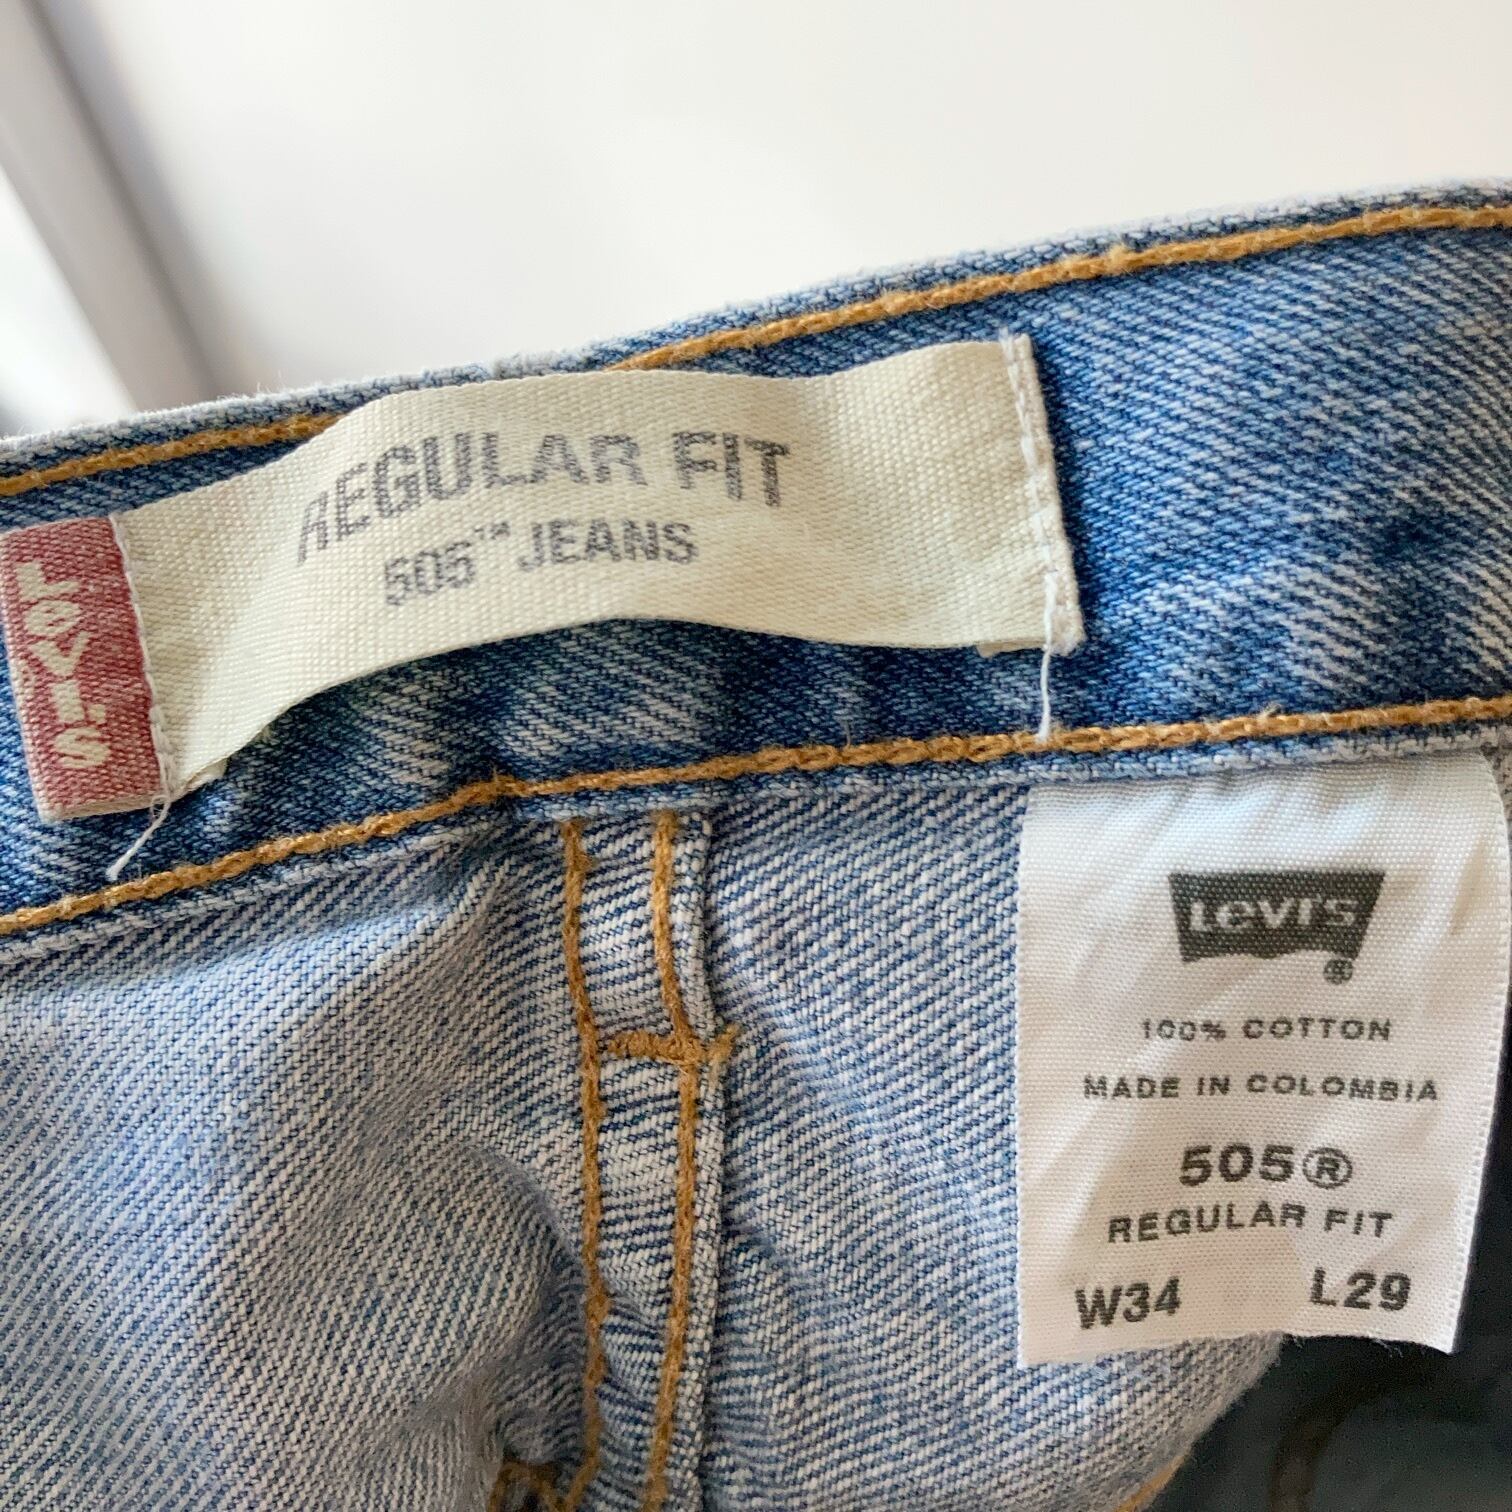 REGULAR FIT
505™ JEANS
LEVI'S
LEVI'S
®
100% COTTON
MADE IN COLOMBIA
505®
REGULAR FIT
W34 L29